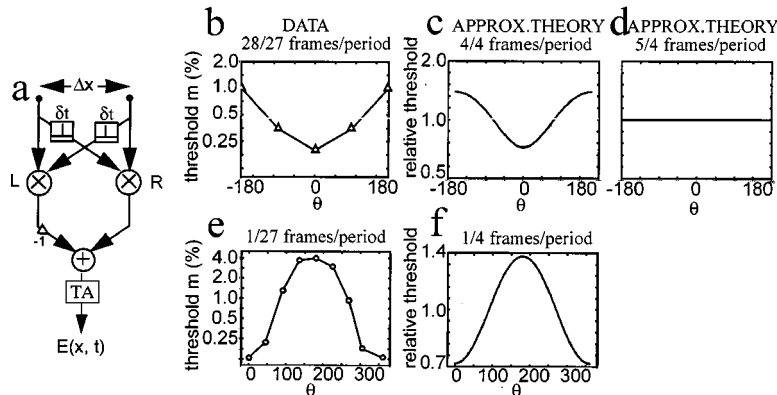 a
Δx
δt
δt
L
R
-1
+
TA
E(x, t)
b
DATA
28/27 frames/period
threshold m (%)
2.0
1.0
0.5
0.25
-180
0
180
θ
c
APPROX.THEORY
4/4 frames/period
relative threshold
2.0
1.0
0.5
-180
0
180
θ
d
APPROX.THEORY
5/4 frames/period
-180
0
180
θ
e
1/27 frames/period
threshold m (%)
4.0
2.0
1.0
0.5
0.25
0
100
200
300
θ
f
1/4 frames/period
relative threshold
1.4
1.0
0.7
0
100
200
300
θ